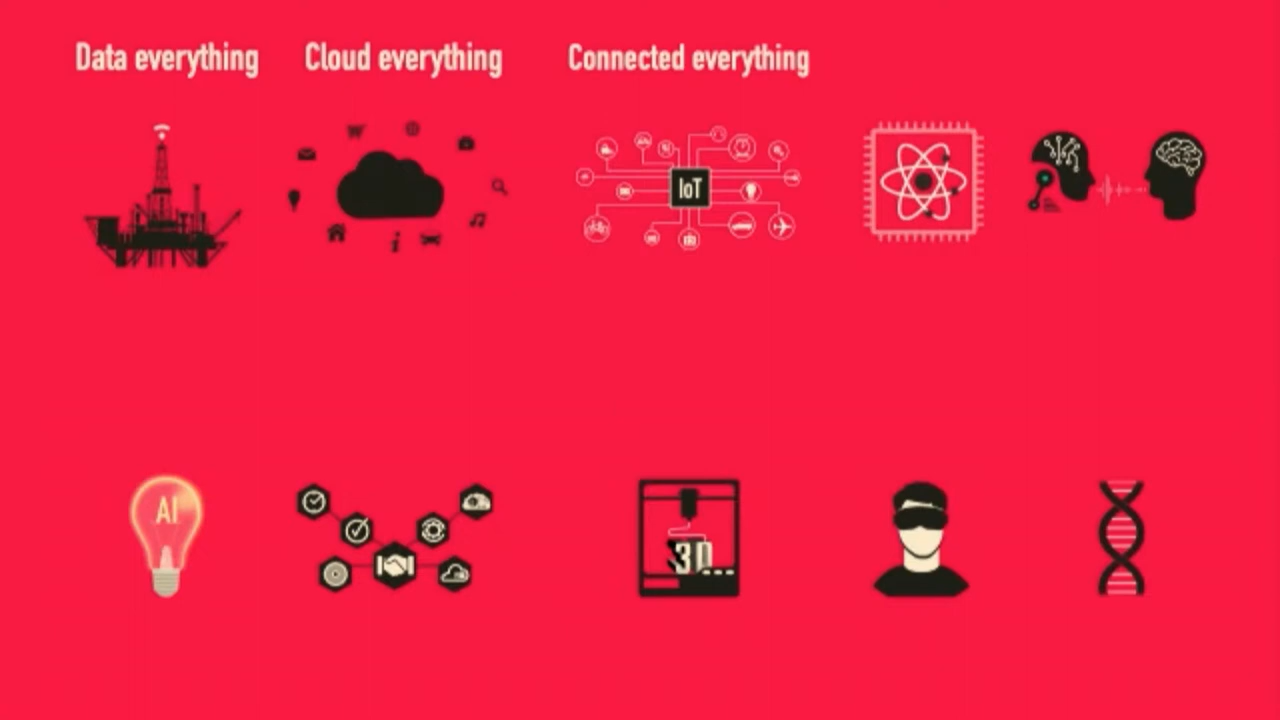 Data everything
Cloud everything
Connected everything
IoT
AI
3D